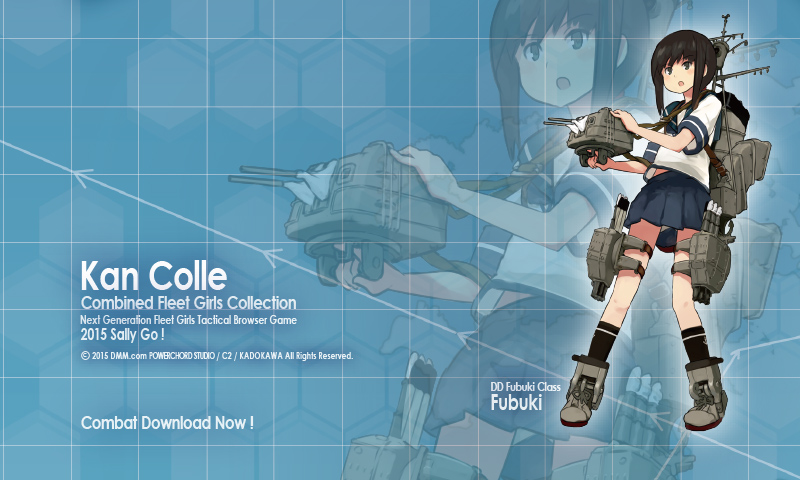 Kan Colle
Combined Fleet Girls Collection
Next Generation Fleet Girls Tactical Browser Game
2015 Sally Go !
© 2015 DMM.com POWERCHORD STUDIO / C2 / KADOKAWA All Rights Reserved.
DD Fubuki Class
Fubuki
Combat Download Now !